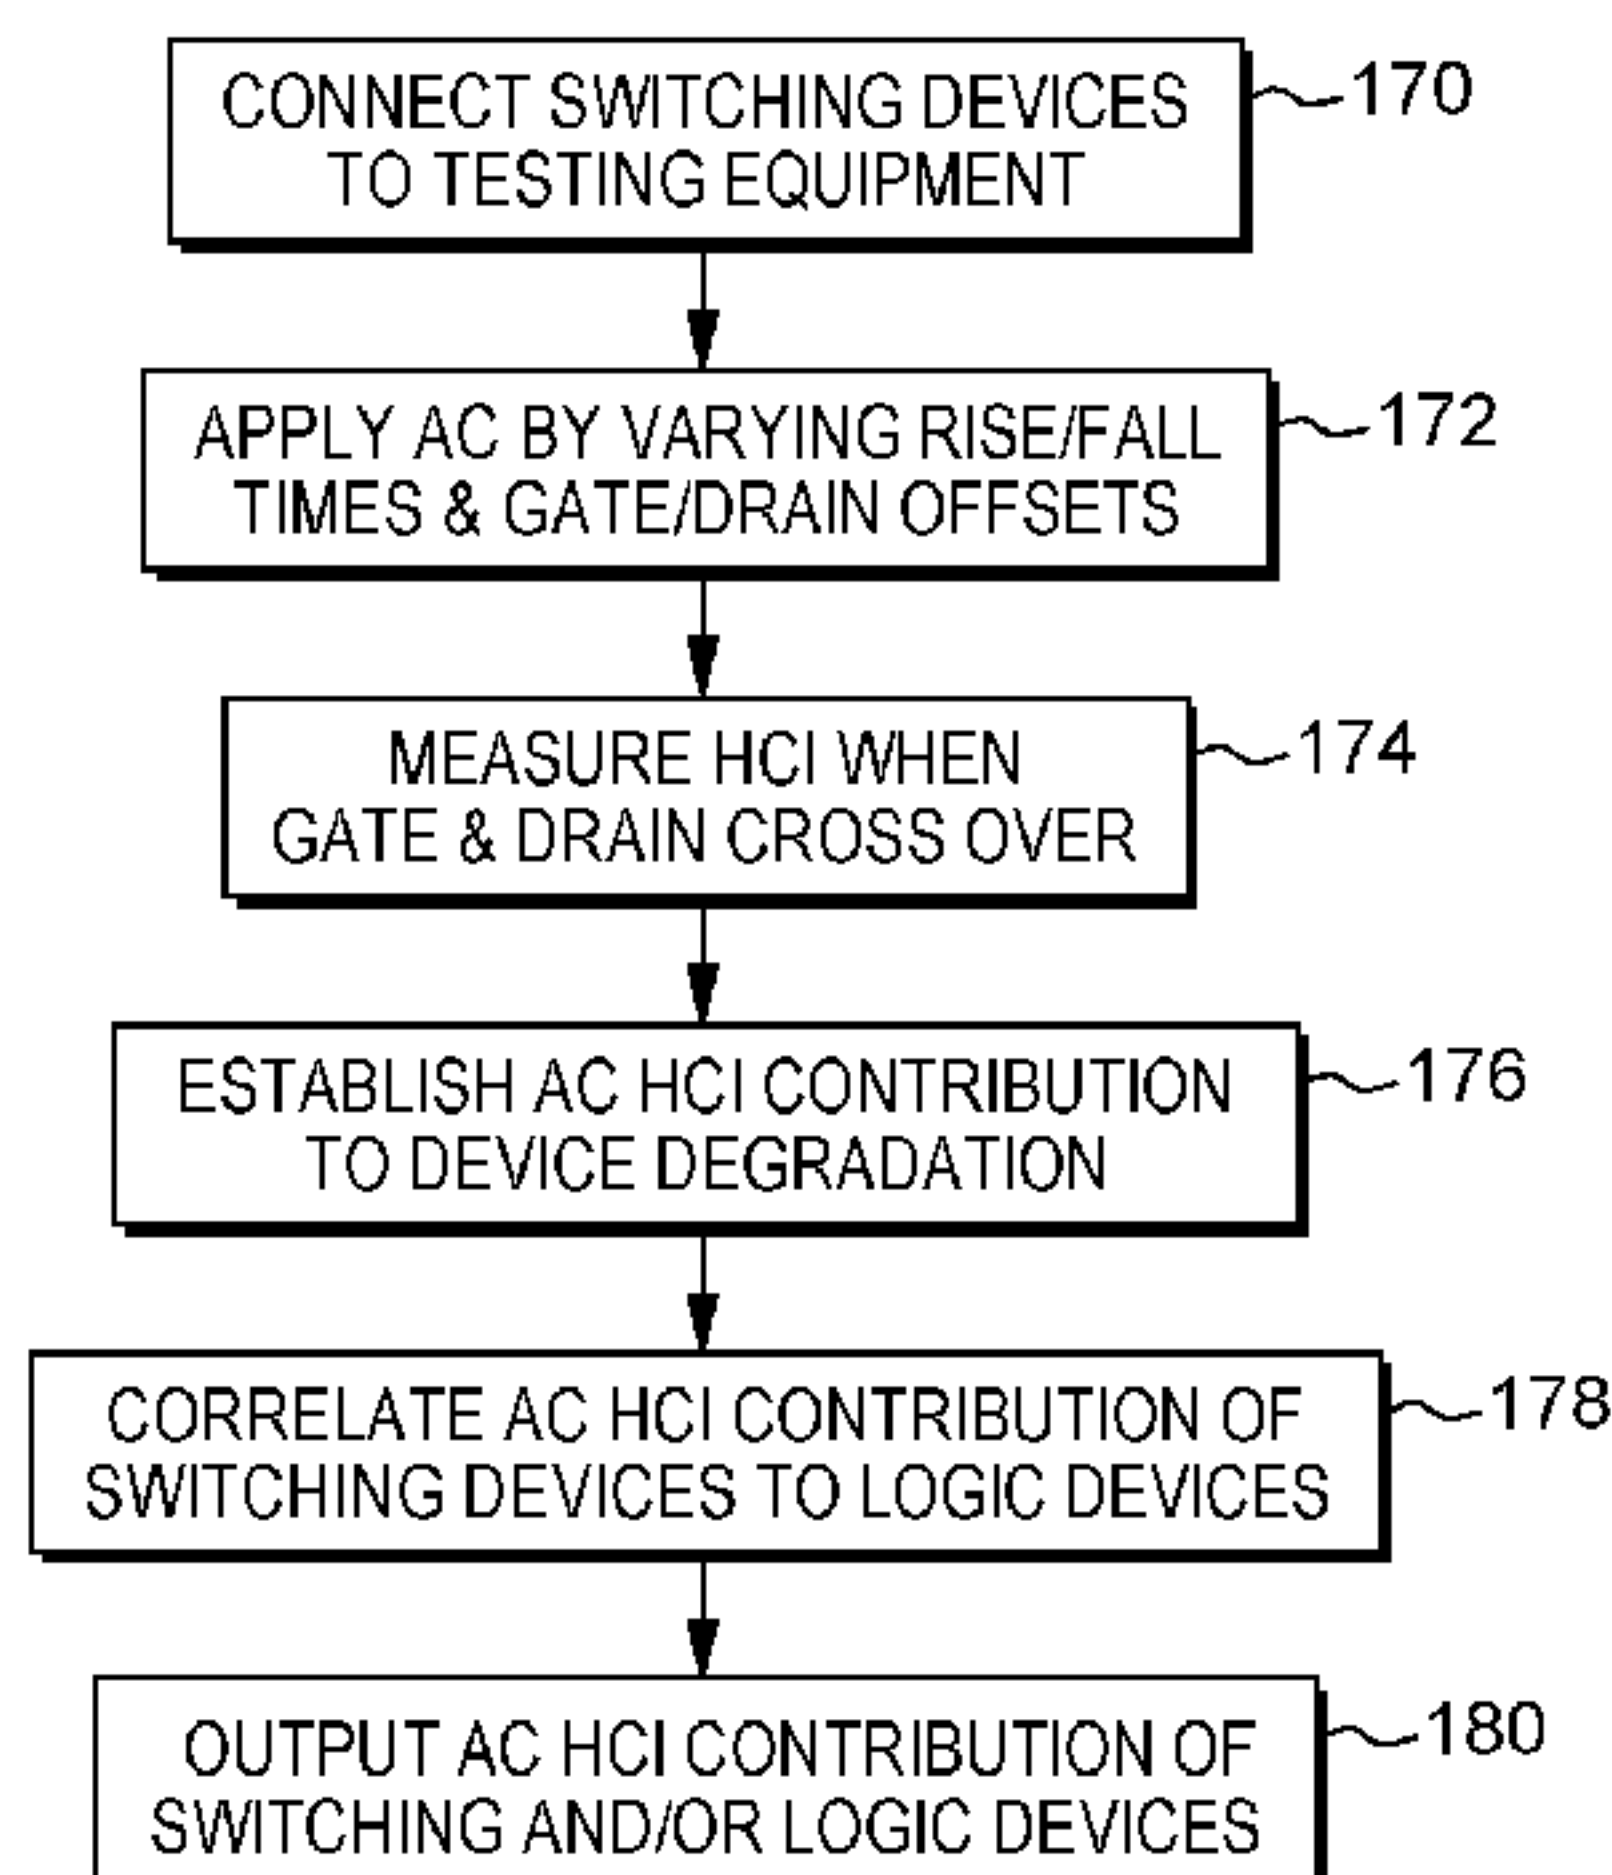 CONNECT SWITCHING DEVICES
TO TESTING EQUIPMENT
170
APPLY AC BY VARYING RISE/FALL
TIMES & GATE/DRAIN OFFSETS
172
MEASURE HCI WHEN
GATE & DRAIN CROSS OVER
174
ESTABLISH AC HCI CONTRIBUTION
TO DEVICE DEGRADATION
176
CORRELATE AC HCI CONTRIBUTION OF
SWITCHING DEVICES TO LOGIC DEVICES
178
OUTPUT AC HCI CONTRIBUTION OF
SWITCHING AND/OR LOGIC DEVICES
180